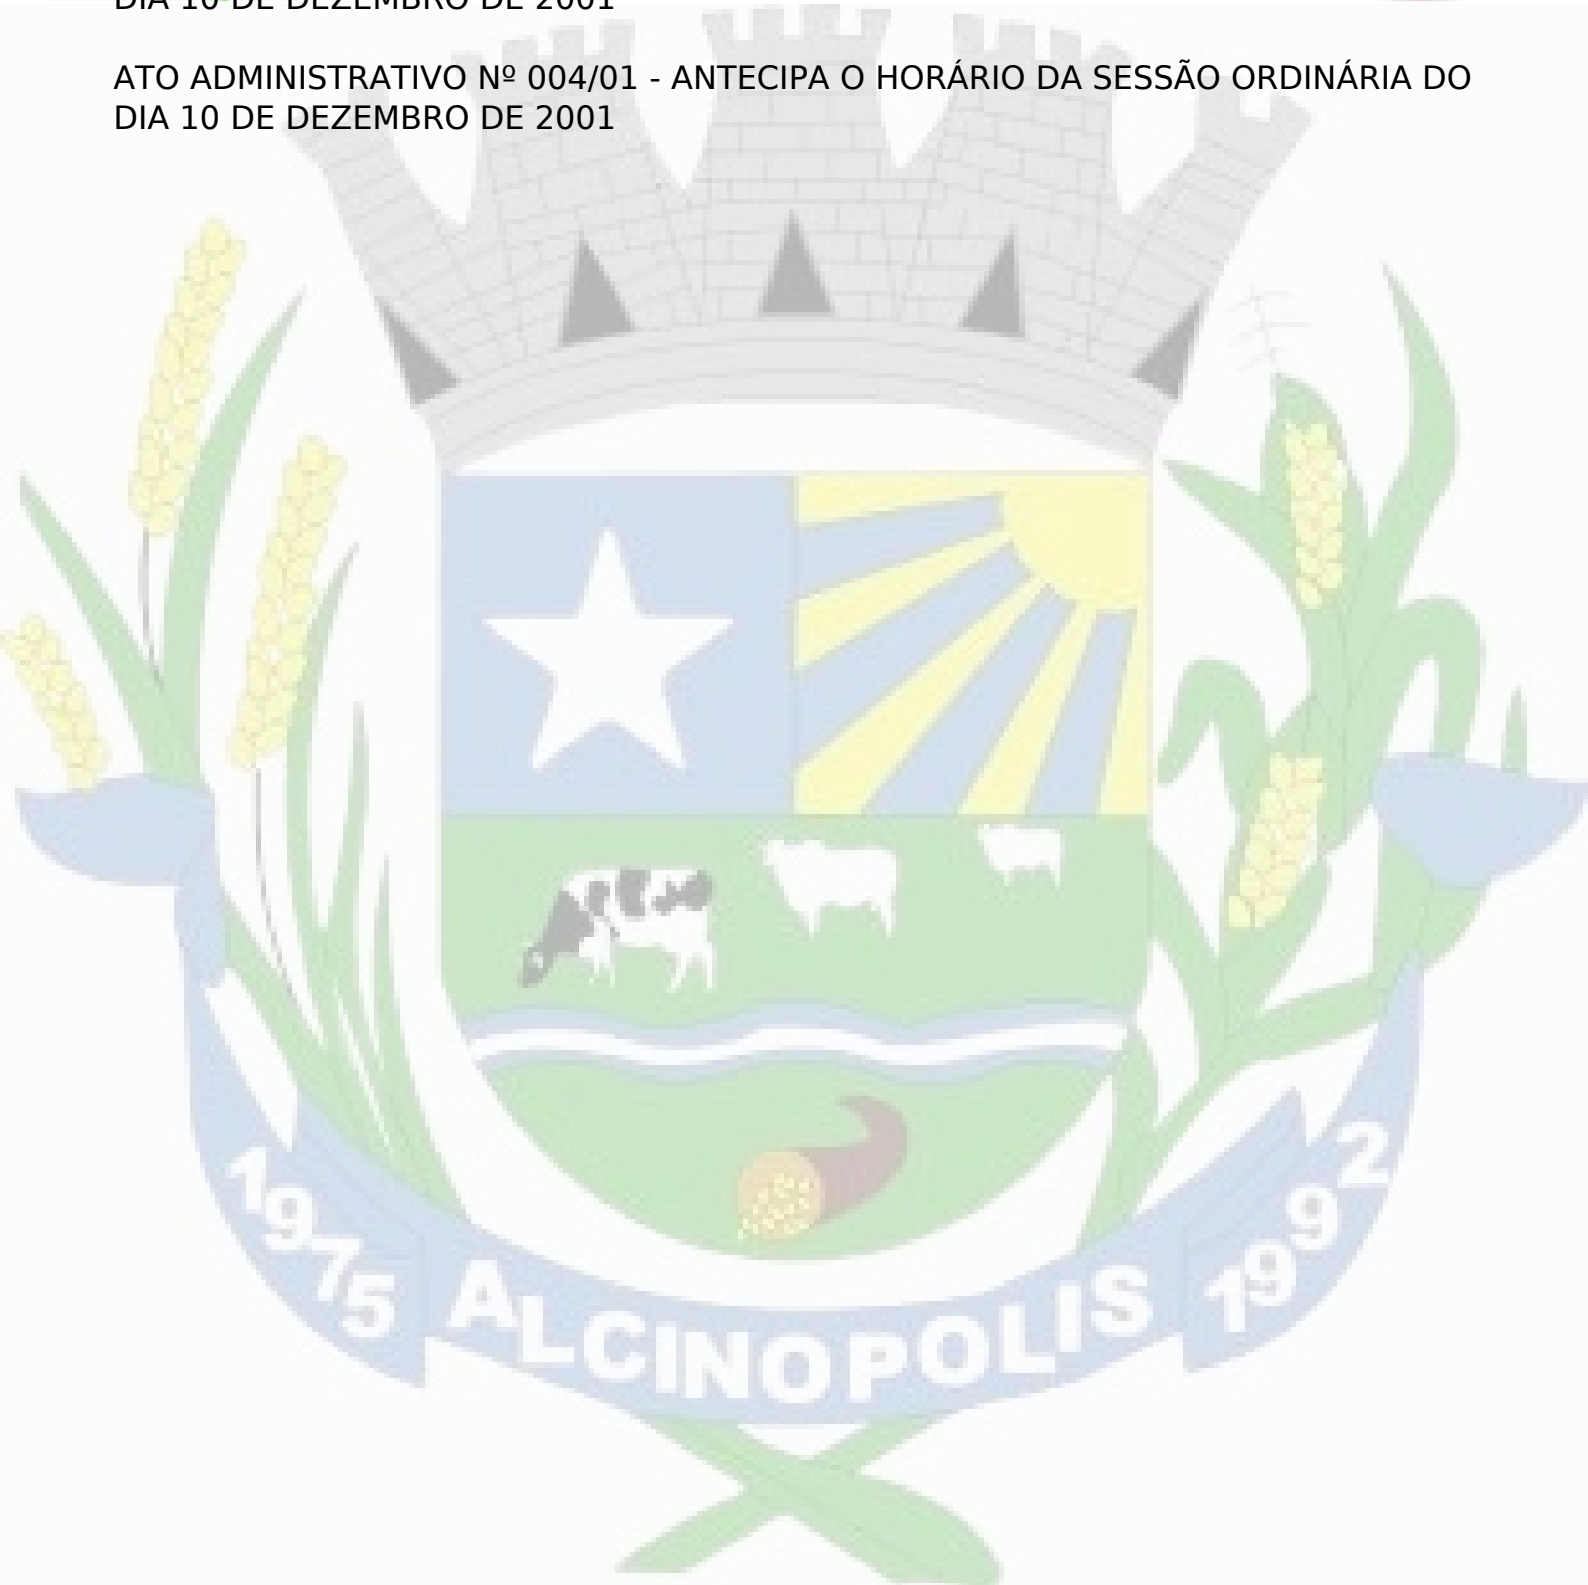 DIA 10 DE DEZEMBRO DE 2001
ATO ADMINISTRATIVO Nº 004/01 - ANTECIPA O HORÁRIO DA SESSÃO ORDINÁRIA DO
DIA 10 DE DEZEMBRO DE 2001
1975 ALCINOPOLIS 1992